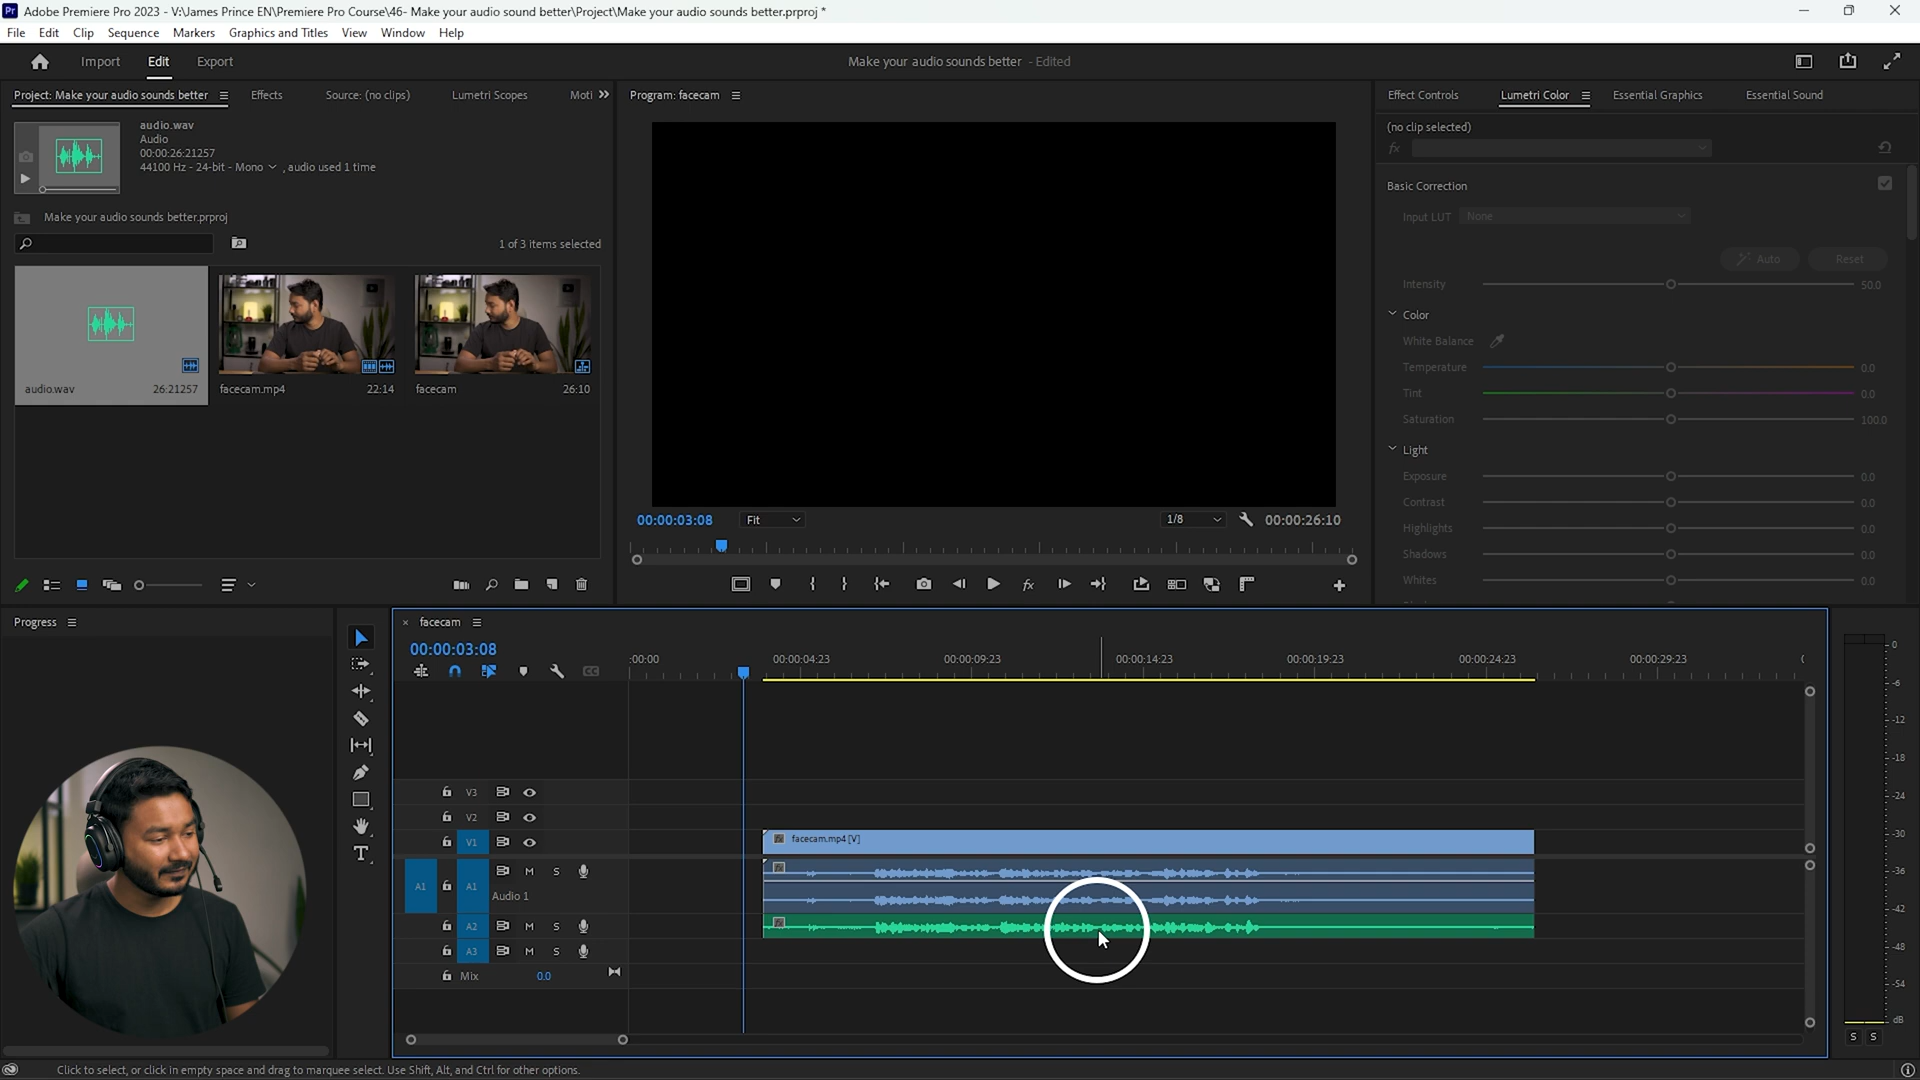 Pr Adobe Premiere Pro 2023 - V:\James Prince EN\Premiere Pro Course\46- Make your audio sound better\Project\Make your audio sounds better.prproj *
File Edit Clip Sequence Markers Graphics and Titles View Window Help
Import Edit Export
Make your audio sounds better - Edited
Project: Make your audio sounds better Effects Source: (no clips) Lumetri Scopes Moti
audio.wav
Audio
00:00:26:21257
44100 Hz - 24-bit - Mono , audio used 1 time
Make your audio sounds better.prproj
1 of 3 items selected
audio.wav 26:21257
facecam.mp4 22:14
facecam 26:10
Program: facecam
00:00:03:08 Fit 1/8 00:00:26:10
Effect Controls Lumetri Color Essential Graphics Essential Sound
(no clip selected)
fx
Basic Correction
Input LUT None
Auto Reset
Intensity 50.0
Color
White Balance
Temperature 0.0
Tint 0.0
Saturation 100.0
Light
Exposure 0.0
Contrast 0.0
Highlights 0.0
Shadows 0.0
Whites 0.0
Progress
× facecam
00:00:03:08
:00:00 00:00:04:23 00:00:09:23 00:00:14:23 00:00:19:23 00:00:24:23 00:00:29:23
V3
V2
V1
facecam.mp4 [V]
A1 A1 M S
Audio 1
A2 M S
A3 M S
Mix 0.0
0
-6
-12
-18
-24
-30
-36
-42
-48
-54
dB
S S
Click to select, or click in empty space and drag to marquee select. Use Shift, Alt, and Ctrl for other options.